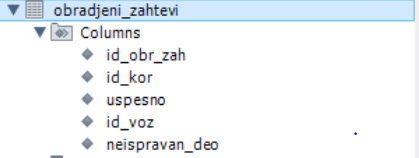 obradjeni_zahtevi
Columns
id_obr_zah
id_kor
uspesno
id_voz
neispravan_deo